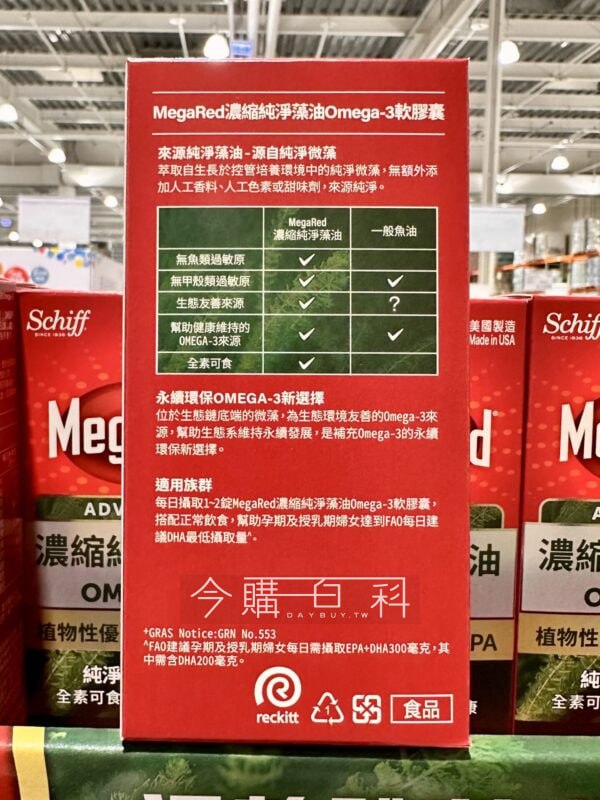 MegaRed濃縮純淨藻油Omega-3軟膠囊
來源純淨藻油-源自純淨微藻
萃取自生長於控管培養環境中的純淨微藻，無額外添
加人工香料、人工色素或甜味劑，來源純淨。
MegaRed
濃縮純淨藻油
一般魚油
無魚類過敏原 ✓
無甲殼類過敏原 ✓ ✓
生態友善來源 ✓ ?
幫助健康維持的
OMEGA-3來源 ✓ ✓
全素可食 ✓
永續環保OMEGA-3新選擇
位於生態鏈底端的微藻，為生態環境友善的Omega-3來
源，幫助生態系維持永續發展，是補充Omega-3的永續
環保新選擇。
適用族群
每日攝取1~2錠MegaRed濃縮純淨藻油Omega-3軟膠囊，
搭配正常飲食，幫助孕期及授乳期婦女達到FAO每日建
議DHA最低攝取量^。
今購百科
DAYBUY.TW
+GRAS Notice:GRN No.553
^FAO建議孕期及授乳期婦女每日需攝取EPA+DHA300毫克，其
中需含DHA200毫克。
reckitt
1
食品
Schiff
SINCE 1936
Meg
ADV
濃縮純
OM
植物性優
純淨
全素可食
美國製造
Made in USA
d
油
PA
Schiff
SINCE 1936
M
A
濃縮
O
植物性
純
全素可